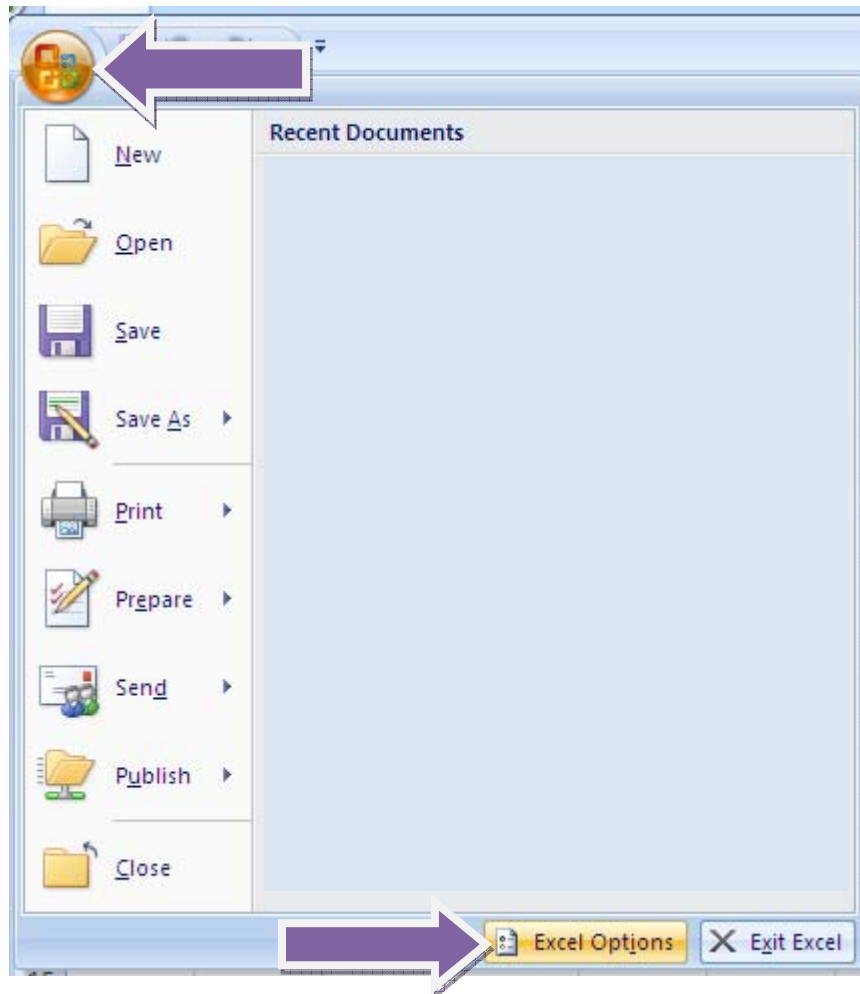 Recent Documents
New
Open
Save
Save As
Print
Prepare
Send
Publish
Close
Excel Options
Exit Excel